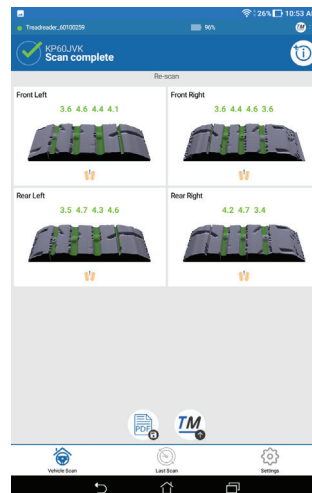 26% 10:53 AM
Treadreader_60100259 96% TM
KP60JVK
Scan complete
Re-scan
Front Left
3.6 4.6 4.4 4.1
Front Right
3.6 4.4 4.6 3.6
Rear Left
3.5 4.7 4.3 4.6
Rear Right
4.2 4.7 3.4
PDF TM
Vehicle Scan Last Scan Settings